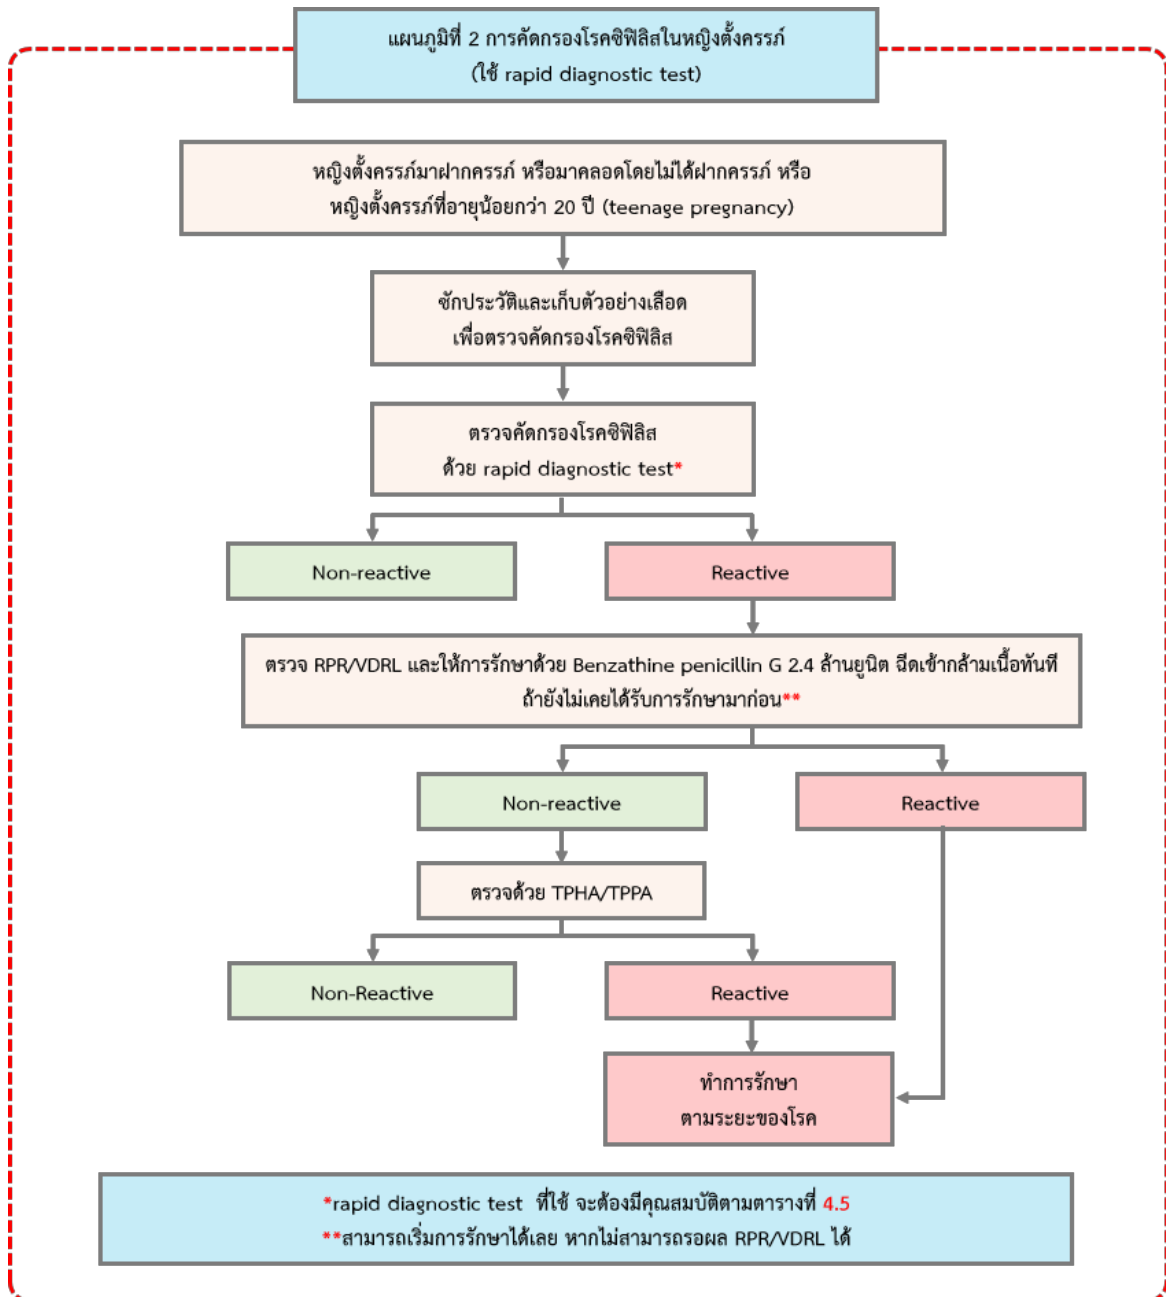 แผนภูมิที่ 2 การคัดกรองโรคซิฟิลิสในหญิงตั้งครรภ์
(ใช้ rapid diagnostic test)
หญิงตั้งครรภ์มาฝากครรภ์ หรือมาคลอดโดยไม่ได้ฝากครรภ์ หรือ
หญิงตั้งครรภ์ที่อายุน้อยกว่า 20 ปี (teenage pregnancy)
ซักประวัติและเก็บตัวอย่างเลือด
เพื่อตรวจคัดกรองโรคซิฟิลิส
ตรวจคัดกรองโรคซิฟิลิส
ด้วย rapid diagnostic test*
Non-reactive
Reactive
ตรวจ RPR/VDRL และให้การรักษาด้วย Benzathine penicillin G 2.4 ล้านยูนิต ฉีดเข้ากล้ามเนื้อทันที
ถ้ายังไม่เคยได้รับการรักษามาก่อน**
Non-reactive
Reactive
ตรวจด้วย TPHA/TPPA
Non-Reactive
Reactive
ทำการรักษา
ตามระยะของโรค
*rapid diagnostic test ที่ใช้ จะต้องมีคุณสมบัติตามตารางที่ 4.5
**สามารถเริ่มการรักษาได้เลย หากไม่สามารถรอผล RPR/VDRL ได้